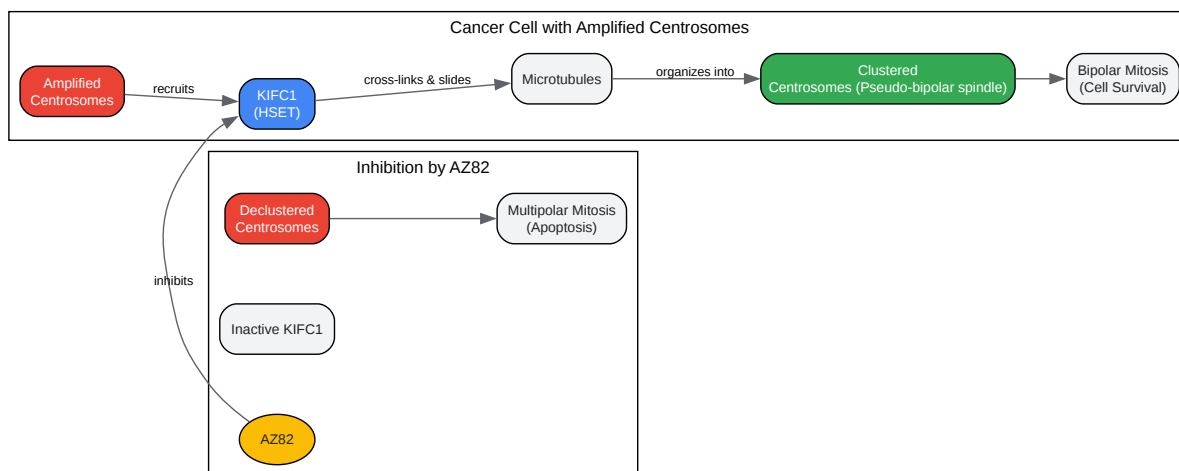 Cancer Cell with Amplified Centrosomes
Amplified
Centrosomes
recruits
KIFC1
(HSET)
cross-links & slides
Microtubules
organizes into
Clustered
Centrosomes (Pseudo-bipolar spindle)
Bipolar Mitosis
(Cell Survival)
Inhibition by AZ82
Declustered
Centrosomes
Multipolar Mitosis
(Apoptosis)
inhibits
Inactive KIFC1
AZ82